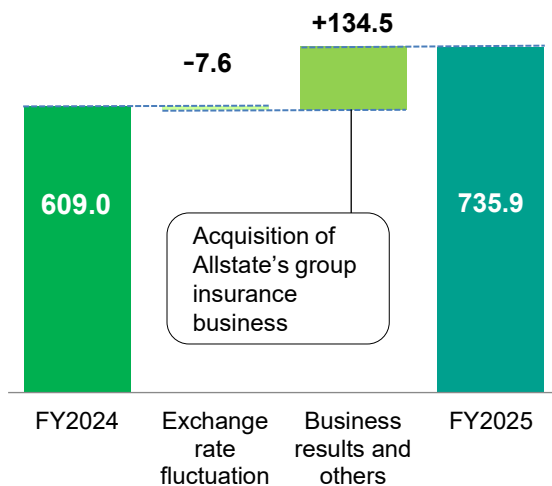 +134.5
-7.6
609.0
735.9
Acquisition of
Allstate’s group
insurance
business
FY2024
Exchange
rate
fluctuation
Business
results and
others
FY2025